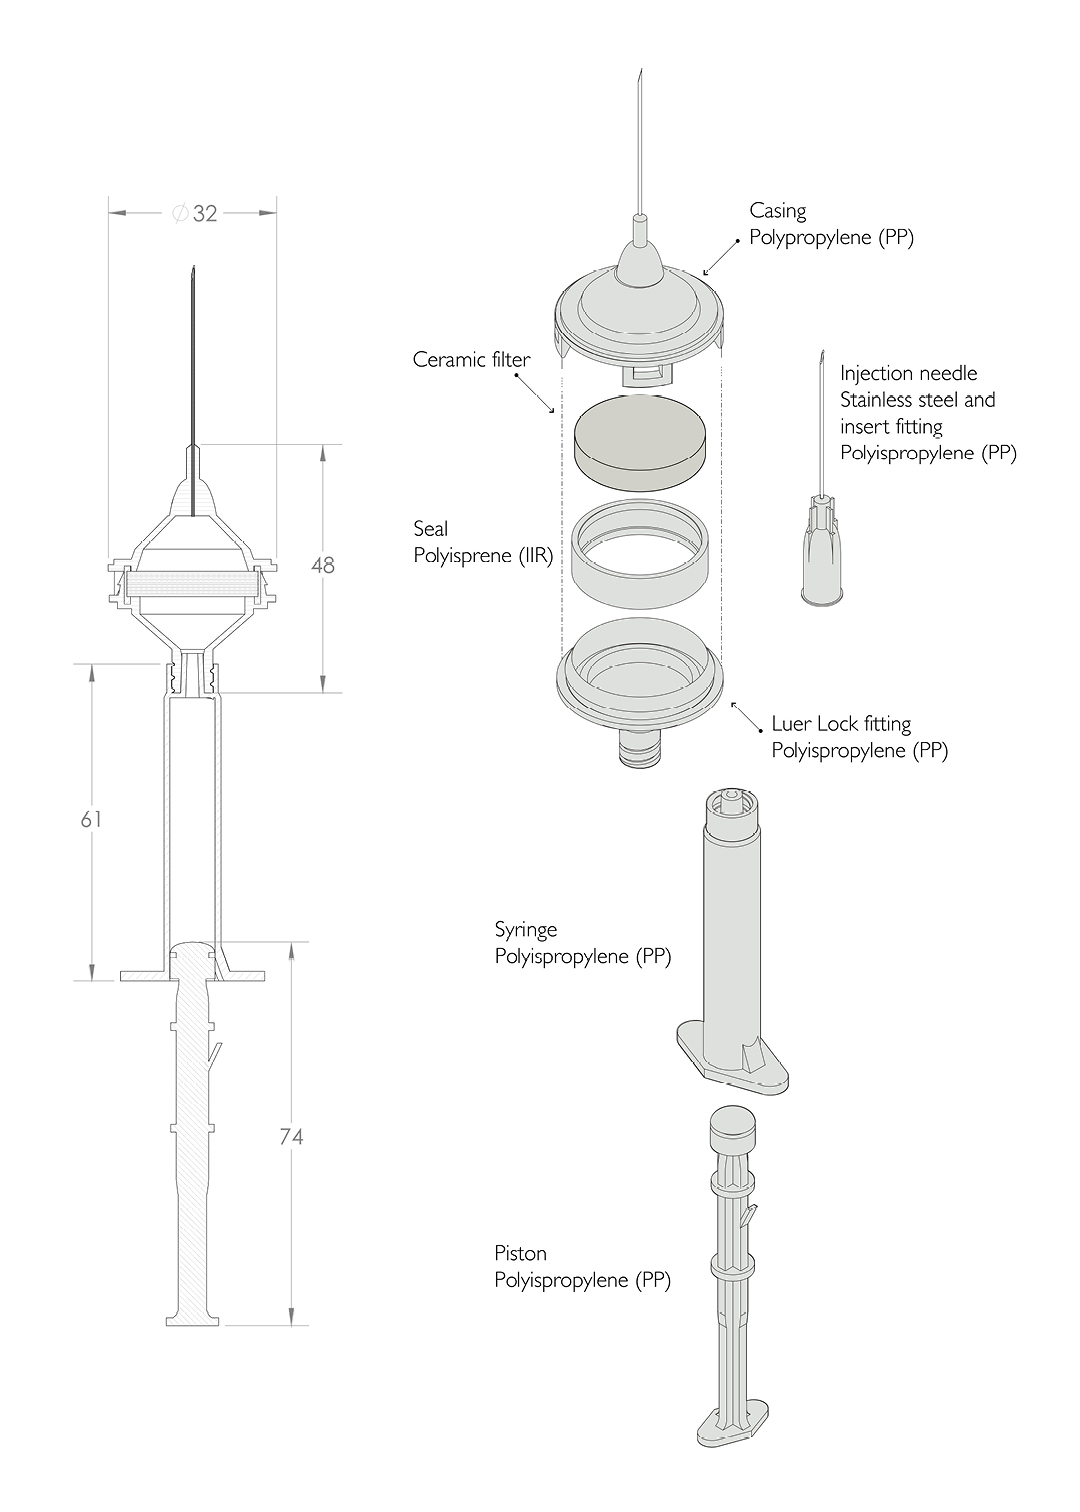 ⌀ 32
48
61
74
Casing
Polypropylene (PP)
Ceramic filter
Injection needle
Stainless steel and
insert fitting
Polyispropylene (PP)
Seal
Polyisprene (IIR)
Luer Lock fitting
Polyispropylene (PP)
Syringe
Polyispropylene (PP)
Piston
Polyispropylene (PP)